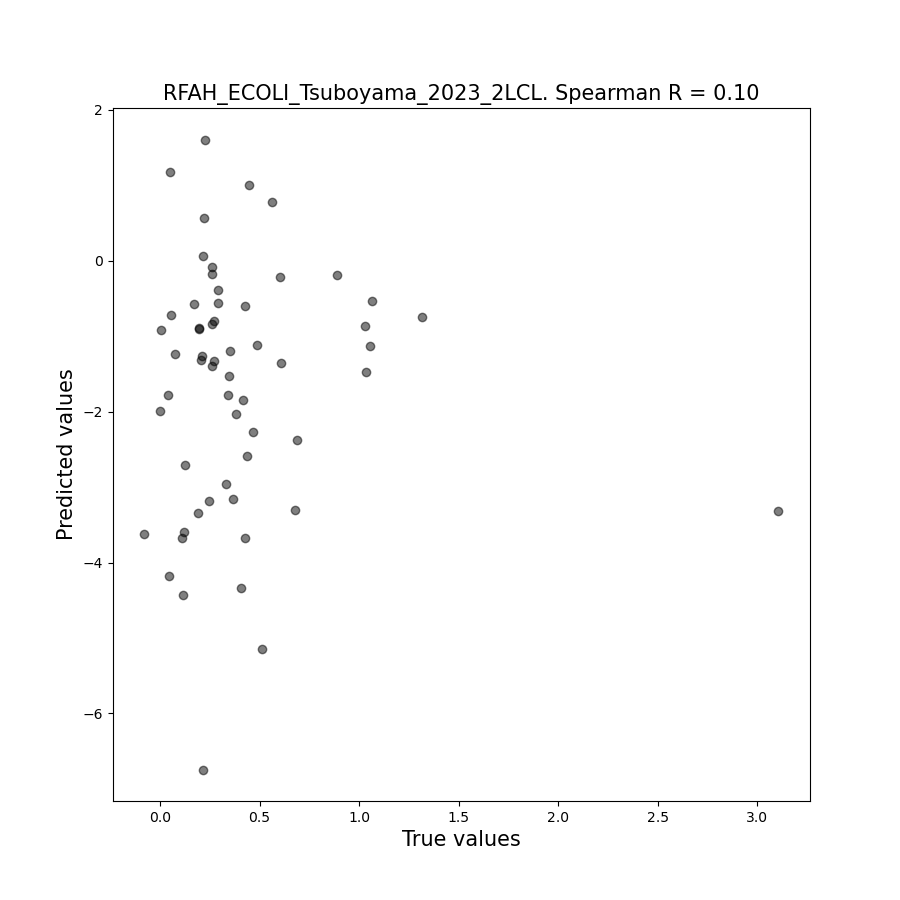 RFAH_ECOLI_Tsuboyama_2023_2LCL. Spearman R = 0.10
2
0
−2
−4
−6
Predicted values
0.0 0.5 1.0 1.5 2.0 2.5 3.0
True values